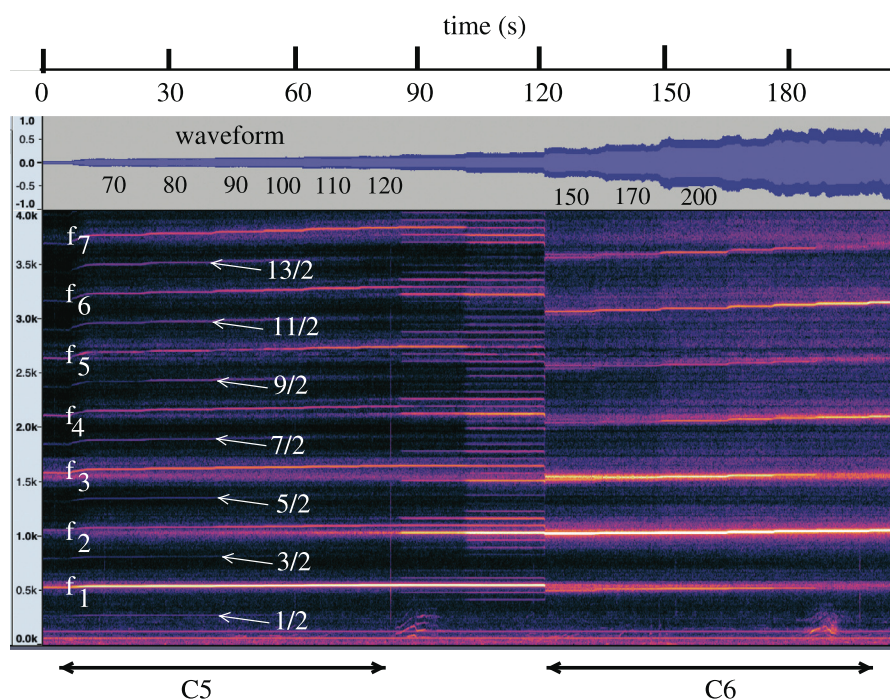 time (s)
0 30 60 90 120 150 180
1.0
0.5
waveform
0.0
-0.5
70 80 90 100 110 120 150 170 200
-1.0
4.0k
f7
3.5k
13/2
f6
3.0k
11/2
f5
2.5k
9/2
f4
2.0k
7/2
f3
1.5k
5/2
f2
1.0k
3/2
f1
0.5k
1/2
0.0k
C5 C6